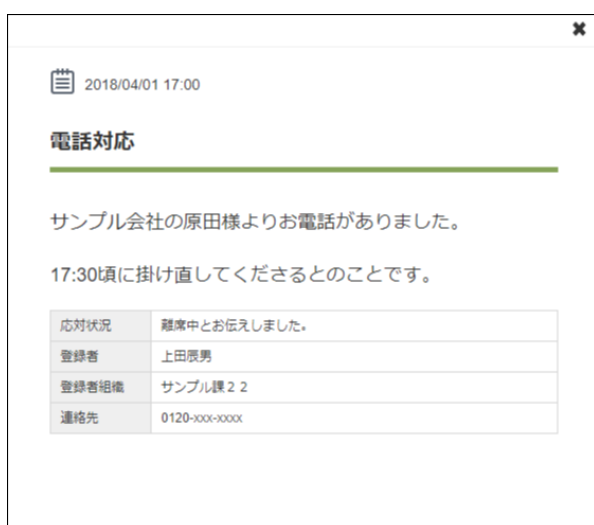 2018/04/01 17:00
電話対応
サンプル会社の原田様よりお電話がありました。
17:30頃に掛け直してくださるとのことです。
応対状況 離席中とお伝えしました。
登録者 上田辰男
登録者組織 サンプル課２２
連絡先 0120-xxx-xxxx